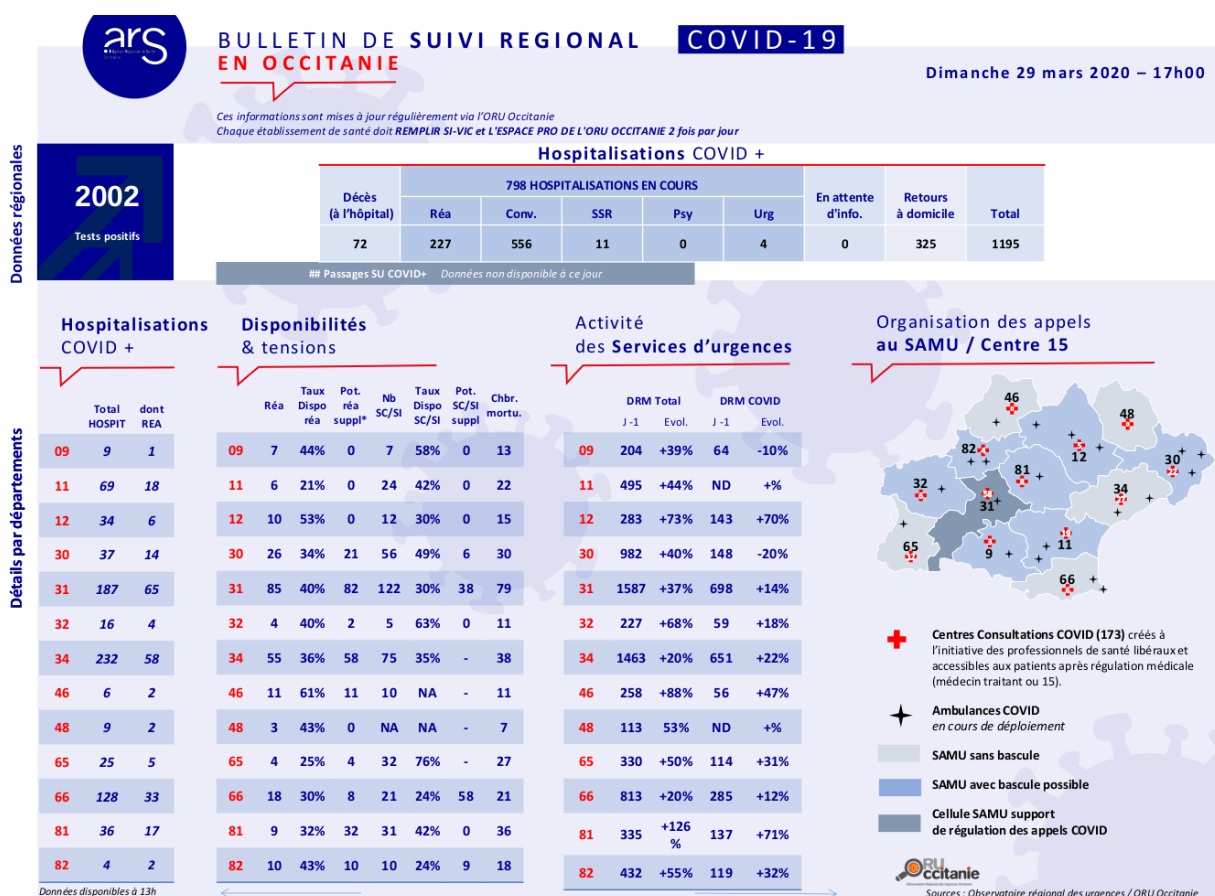 ars
BULLETIN DE SUIVI REGIONAL COVID-19
EN OCCITANIE
Dimanche 29 mars 2020 – 17h00
Ces informations sont mises à jour régulièrement via l'ORU Occitanie
Chaque établissement de santé doit REMPLIR SI-VIC et L'ESPACE PRO DE L'ORU OCCITANIE 2 fois par jour
Données régionales
2002
Tests positifs
Hospitalisations COVID +
Décès (à l'hôpital) 798 HOSPITALISATIONS EN COURS En attente d'info. Retours à domicile Total
Réa Conv. SSR Psy Urg
72 227 556 11 0 4 0 325 1195
## Passages SU COVID+ Données non disponible à ce jour
Détails par départements
Hospitalisations
COVID +
Total HOSPIT dont REA
09 9 1
11 69 18
12 34 6
30 37 14
31 187 65
32 16 4
34 232 58
46 6 2
48 9 2
65 25 5
66 128 33
81 36 17
82 4 2
Données disponibles à 13h
Disponibilités
& tensions
Réa Taux Dispo réa Pot. réa suppl* Nb SC/SI Taux Dispo SC/SI Pot. SC/SI suppl Chbr. mortu.
09 7 44% 0 7 58% 0 13
11 6 21% 0 24 42% 0 22
12 10 53% 0 12 30% 0 15
30 26 34% 21 56 49% 6 30
31 85 40% 82 122 30% 38 79
32 4 40% 2 5 63% 0 11
34 55 36% 58 75 35% - 38
46 11 61% 11 10 NA - 11
48 3 43% 0 NA NA - 7
65 4 25% 4 32 76% - 27
66 18 30% 8 21 24% 58 21
81 9 32% 32 31 42% 0 36
82 10 43% 10 10 24% 9 18
Activité
des Services d'urgences
DRM Total DRM COVID
J -1 Evol. J -1 Evol.
09 204 +39% 64 -10%
11 495 +44% ND +%
12 283 +73% 143 +70%
30 982 +40% 148 -20%
31 1587 +37% 698 +14%
32 227 +68% 59 +18%
34 1463 +20% 651 +22%
46 258 +88% 56 +47%
48 113 53% ND +%
65 330 +50% 114 +31%
66 813 +20% 285 +12%
81 335 +126 % 137 +71%
82 432 +55% 119 +32%
Organisation des appels
au SAMU / Centre 15
46
48
82
12
30
32
81
34
31
65
9
11
66
Centres Consultations COVID (173) créés à
l'initiative des professionnels de santé libéraux et
accessibles aux patients après régulation médicale
(médecin traitant ou 15).
Ambulances COVID
en cours de déploiement
SAMU sans bascule
SAMU avec bascule possible
Cellule SAMU support
de régulation des appels COVID
ORU
Occitanie
Sources : Observatoire régional des urgences / ORU Occitanie